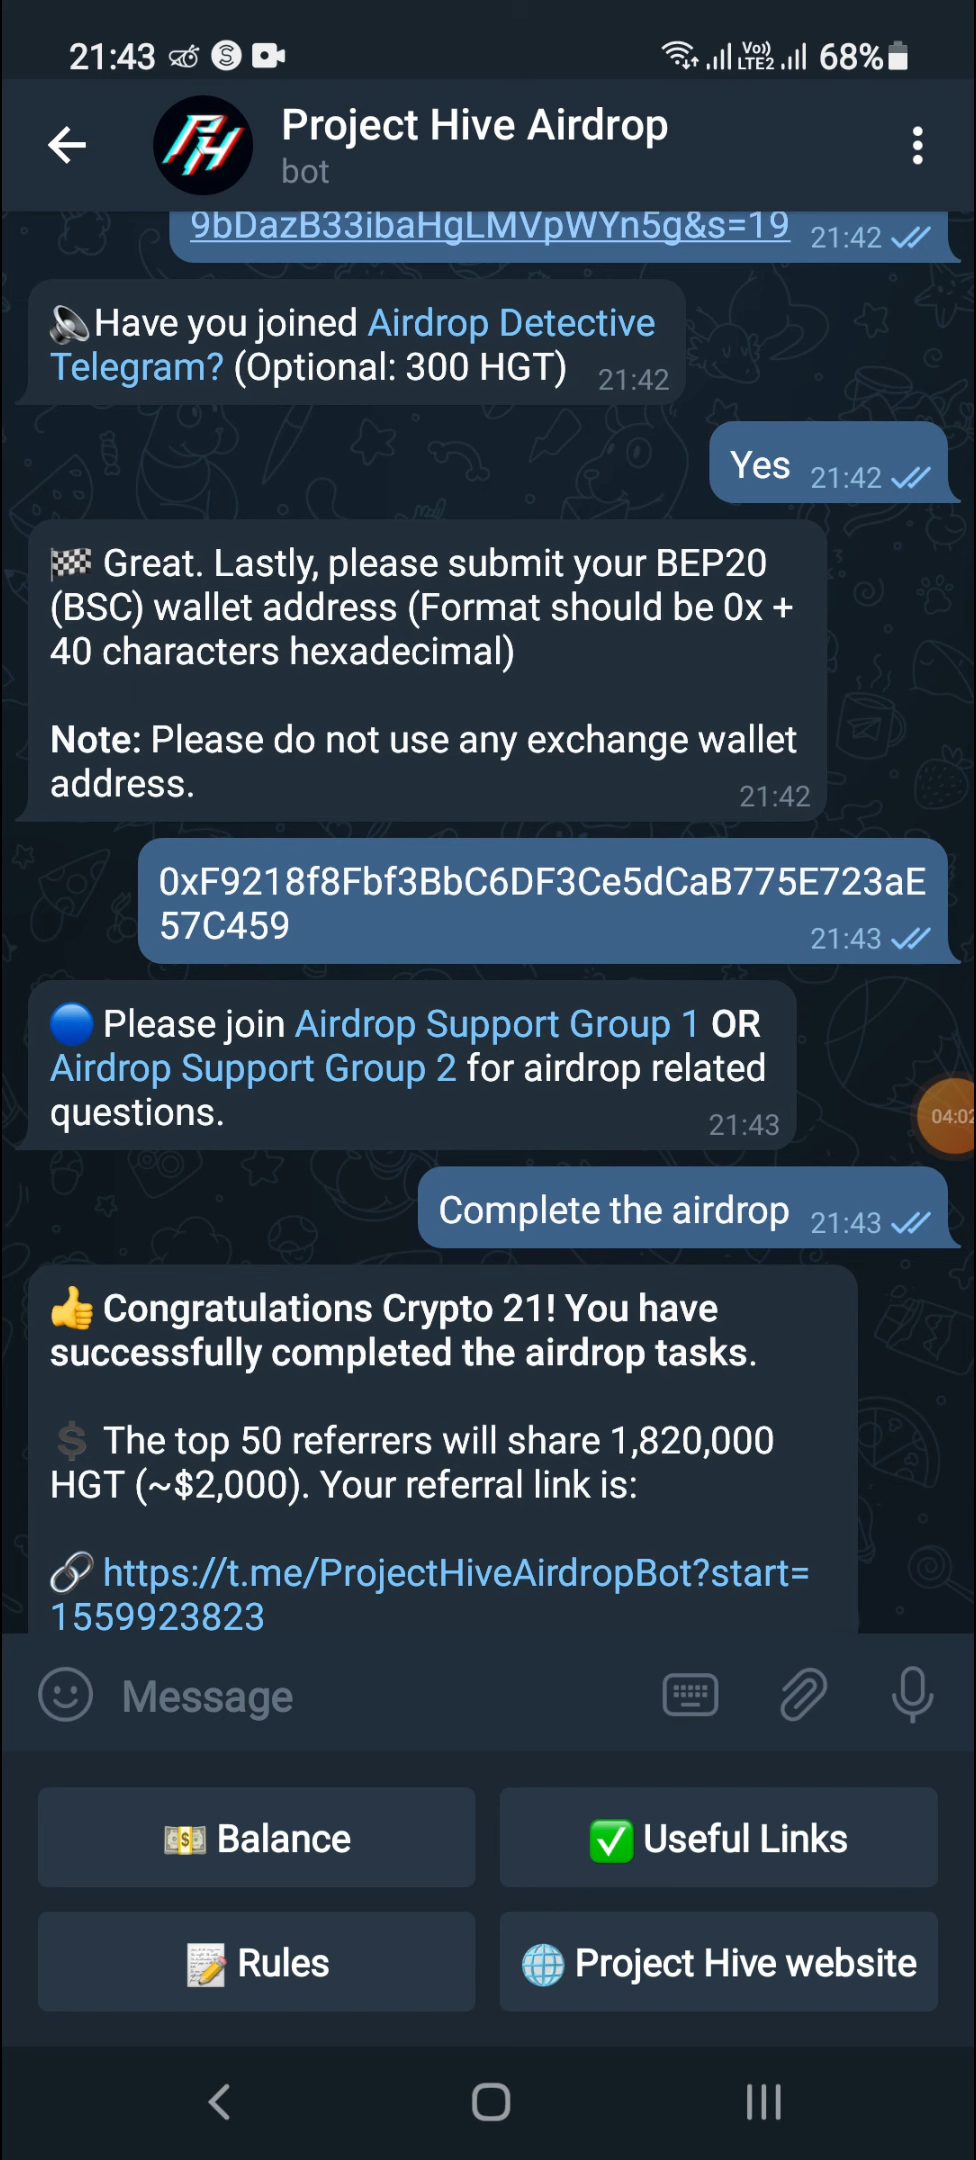 21:43 Vo)) LTE2 68%
Project Hive Airdrop
bot
9bDazB33ibaHgLMVpWYn5g&s=19 21:42
Have you joined Airdrop Detective
Telegram? (Optional: 300 HGT) 21:42
Yes 21:42
Great. Lastly, please submit your BEP20
(BSC) wallet address (Format should be 0x +
40 characters hexadecimal)
Note: Please do not use any exchange wallet
address. 21:42
0xF9218f8Fbf3BbC6DF3Ce5dCaB775E723aE
57C459 21:43
Please join Airdrop Support Group 1 OR
Airdrop Support Group 2 for airdrop related
questions. 21:43
04:02
Complete the airdrop 21:43
Congratulations Crypto 21! You have
successfully completed the airdrop tasks.
The top 50 referrers will share 1,820,000
HGT (~$2,000). Your referral link is:
https://t.me/ProjectHiveAirdropBot?start=
1559923823
Message
Balance
Useful Links
Rules
Project Hive website